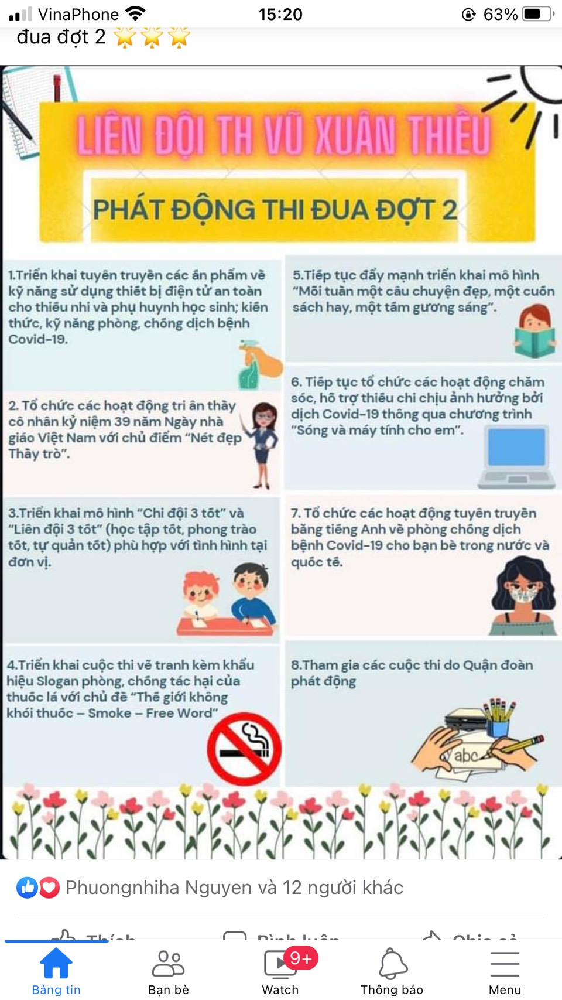 VinaPhone
15:20
63%
đua đợt 2
LIÊN ĐỘI TH VŨ XUÂN THIỀU
PHÁT ĐỘNG THI ĐUA ĐỢT 2
1.Triển khai tuyên truyền các ấn phẩm về
kỹ năng sử dụng thiết bị điện tử an toàn
cho thiếu nhi và phụ huynh học sinh; kiến
thức, kỹ năng phòng, chống dịch bệnh
Covid-19.
2. Tổ chức các hoạt động tri ân thầy
cô nhân kỷ niệm 39 năm Ngày nhà
giáo Việt Nam với chủ điểm “Nét đẹp
Thầy trò”.
3.Triển khai mô hình “Chi đội 3 tốt” và
“Liên đội 3 tốt” (học tập tốt, phong trào
tốt, tự quản tốt) phù hợp với tình hình tại
đơn vị.
4.Triển khai cuộc thi vẽ tranh kèm khẩu
hiệu Slogan phòng, chống tác hại của
thuốc lá với chủ đề “Thế giới không
khói thuốc – Smoke – Free Word”
5.Tiếp tục đẩy mạnh triển khai mô hình
“Mỗi tuần một câu chuyện đẹp, một cuốn
sách hay, một tấm gương sáng”.
6. Tiếp tục tổ chức các hoạt động chăm
sóc, hỗ trợ thiếu chi chịu ảnh hưởng bởi
dịch Covid-19 thông qua chương trình
“Sóng và máy tính cho em”.
7. Tổ chức các hoạt động tuyên truyền
bằng tiếng Anh về phòng chống dịch
bệnh Covid-19 cho bạn bè trong nước và
quốc tế.
8.Tham gia các cuộc thi do Quận đoàn
phát động
abc
Phuongnhiha Nguyen và 12 người khác
Thích
Bình luận
Chia sẻ
9+
Bảng tin
Bạn bè
Watch
Thông báo
Menu